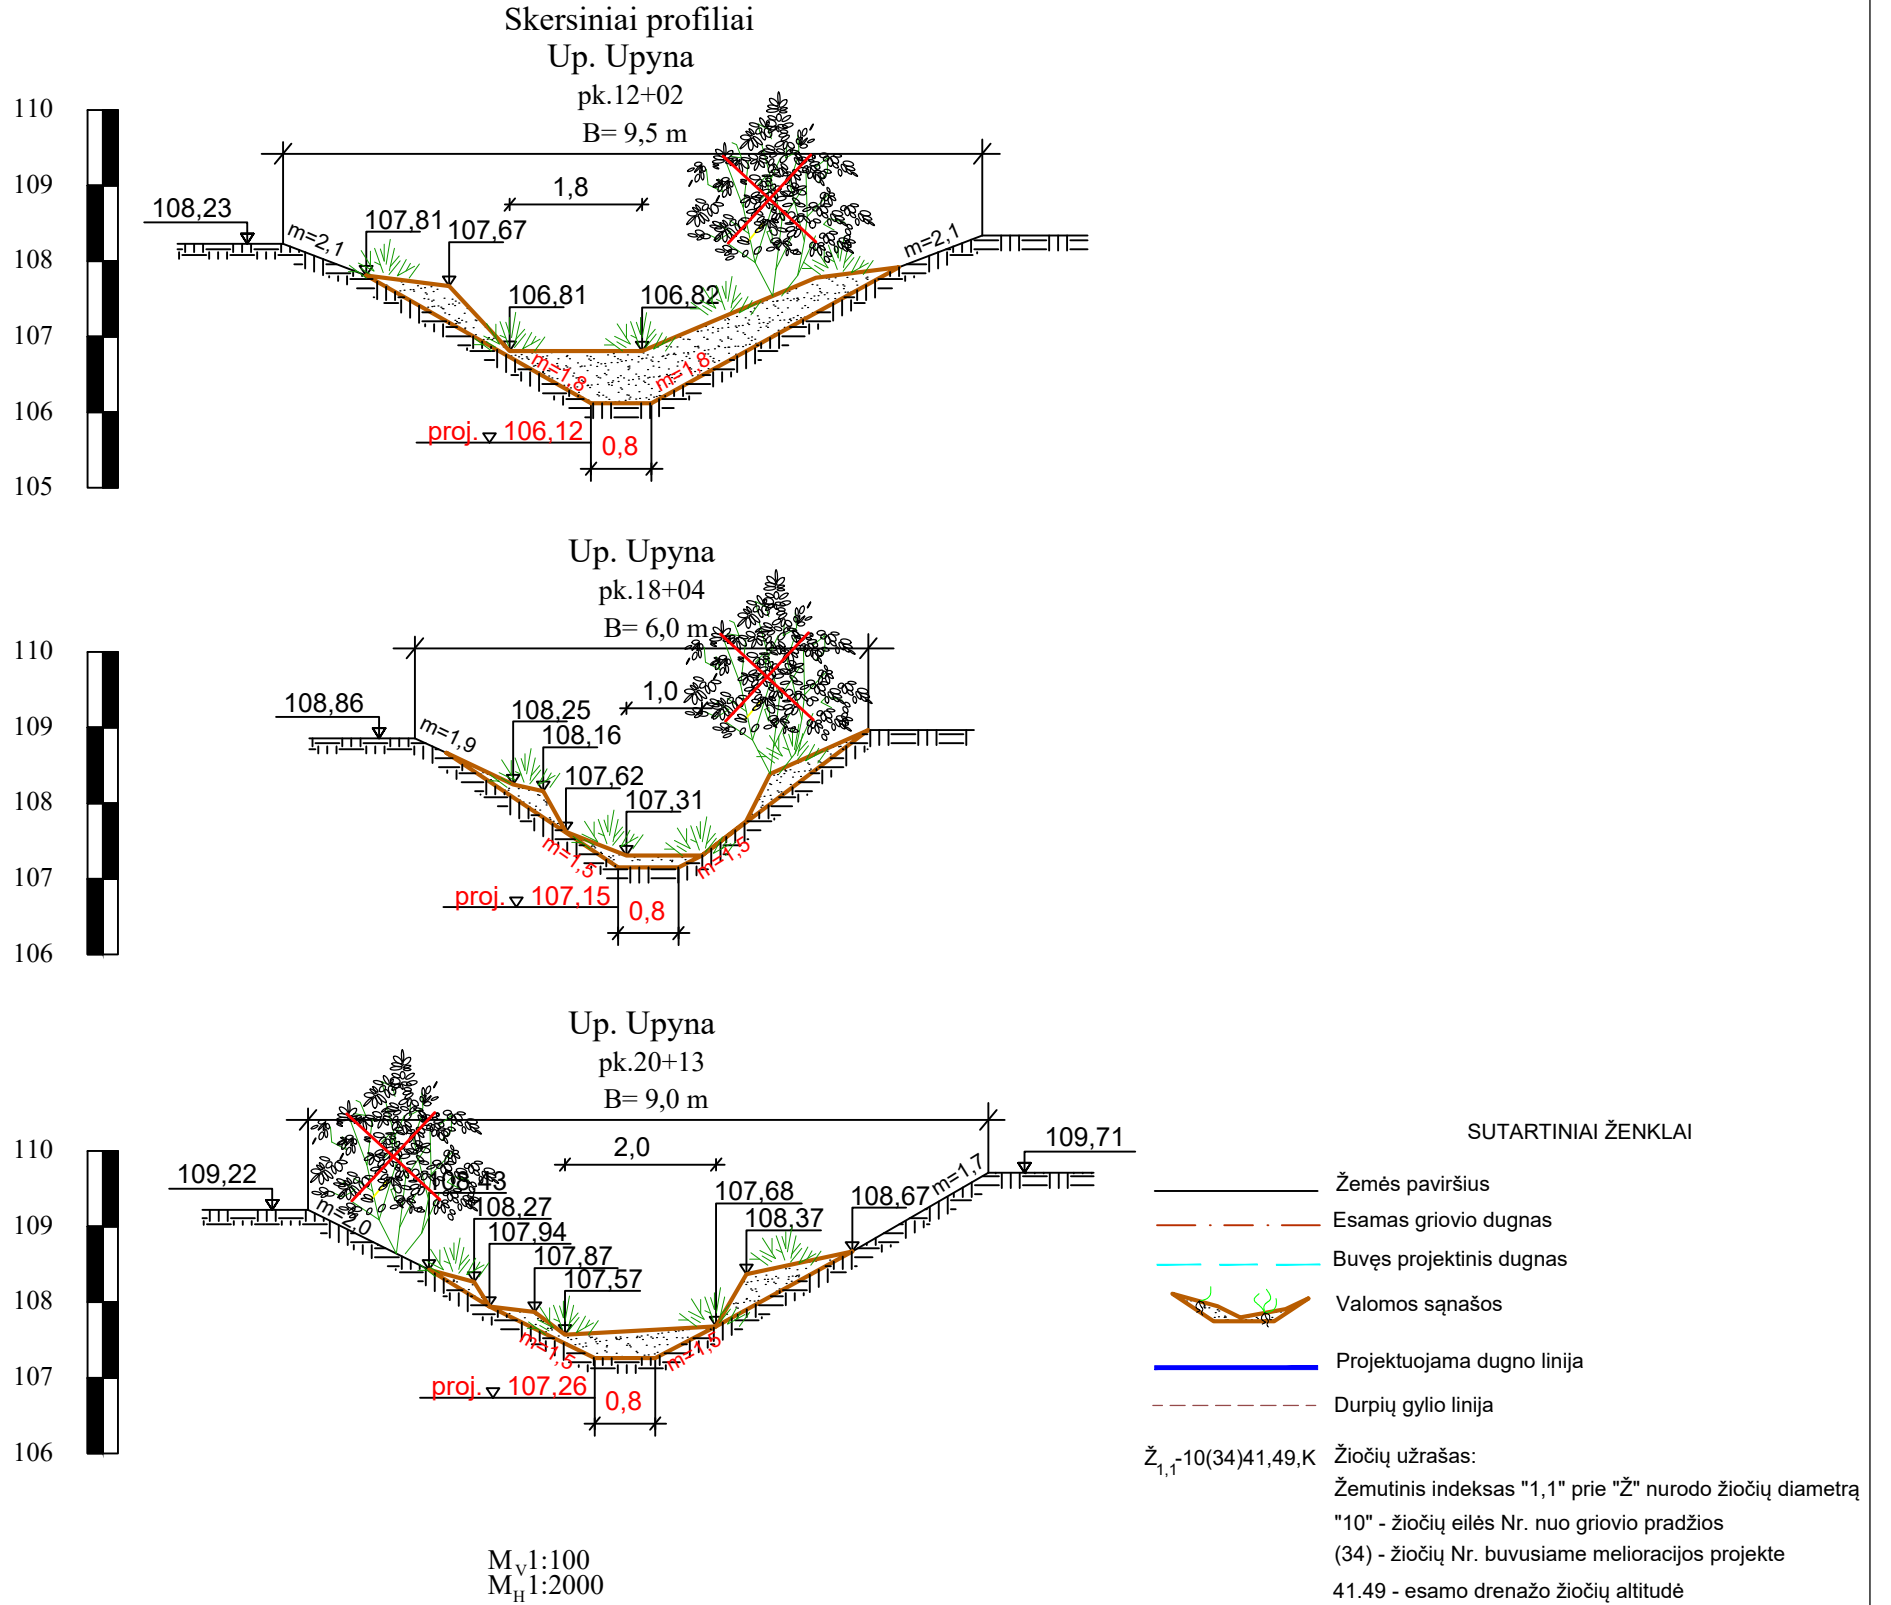 Skersiniai profiliai
Up. Upyna
pk.12+02
B= 9,5 m
110
109
108
107
106
105
108,23
m=2,1
107,81
107,67
1,8
106,81
106,82
m=2,1
m=1,8
m=1,8
proj. 106,12
0,8
Up. Upyna
pk.18+04
B= 6,0 m
110
109
108
107
106
108,86
m=1,9
108,25
108,16
107,62
1,0
107,31
m=1,5
m=1,5
proj. 107,15
0,8
Up. Upyna
pk.20+13
B= 9,0 m
110
109
108
107
106
109,22
m=2,0
108,43
108,27
107,94
107,87
107,57
2,0
107,68
108,37
108,67
m=1,7
109,71
m=1,5
m=1,5
proj. 107,26
0,8
MV1:100
MH1:2000
SUTARTINIAI ŽENKLAI
Žemės paviršius
Esamas griovio dugnas
Buvęs projektinis dugnas
Valomos sąnašos
Projektuojama dugno linija
Durpių gylio linija
Ž1,1-10(34)41,49,K Žiočių užrašas:
Žemutinis indeksas "1,1" prie "Ž" nurodo žiočių diametrą
"10" - žiočių eilės Nr. nuo griovio pradžios
(34) - žiočių Nr. buvusiame melioracijos projekte
41.49 - esamo drenažo žiočių altitudė